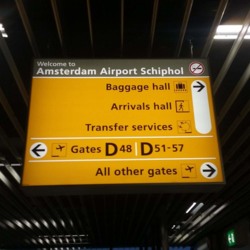 Welcome to
Amsterdam Airport Schiphol
Baggage hall
Arrivals hall
Transfer services
Gates D48 D51-57
All other gates